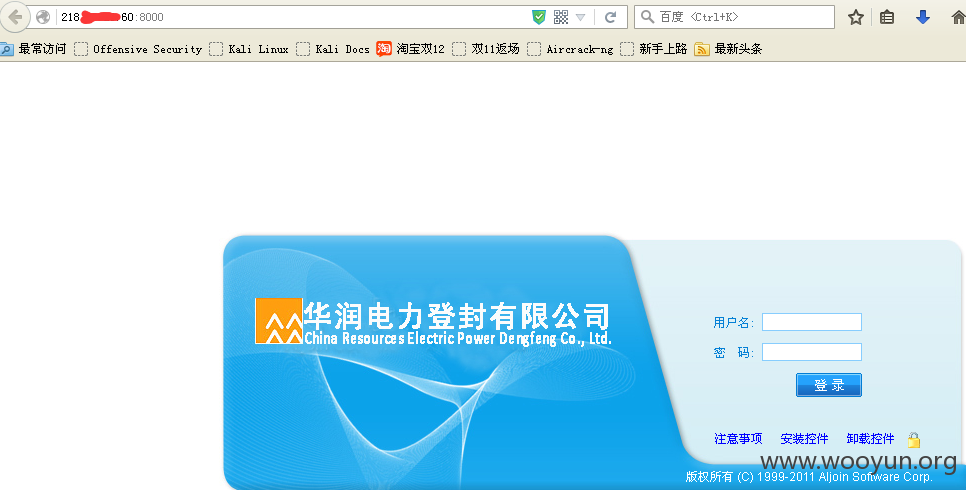 218. 60:8000
百度 <Ctrl+K>
最常访问 Offensive Security Kali Linux Kali Docs 淘 淘宝双12 双11返场 Aircrack-ng 新手上路 最新头条
华润电力登封有限公司
China Resources Electric Power Dengfeng Co., Ltd.
用户名:
密 码:
登 录
注意事项 安装控件 卸载控件
www.wooyun.org
版权所有 (C) 1999-2011 Aljoin Software Corp.